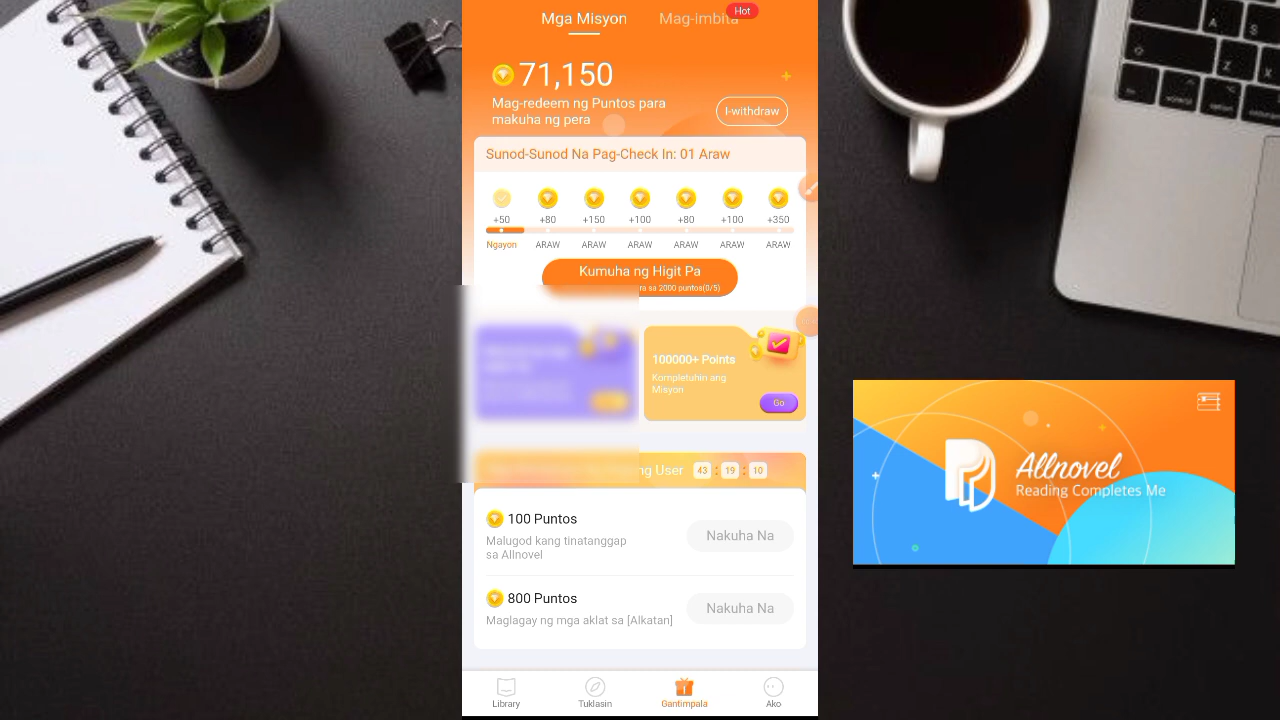 Mga Misyon
Mag-imbita
Hot
71,150
Mag-redeem ng Puntos para
makuha ng pera
I-withdraw
Sunod-Sunod Na Pag-Check In: 01 Araw
+50 +80 +150 +100 +80 +100 +350
Ngayon ARAW ARAW ARAW ARAW ARAW ARAW
Kumuha ng Higit Pa
sa 2000 puntos(0/5)
100000+ Points
Kompletuhin ang
Misyon
Go
User 43 : 19 : 10
100 Puntos
Malugod kang tinatanggap
sa Allnovel
Nakuha Na
800 Puntos
Maglagay ng mga aklat sa [Alkatan]
Nakuha Na
Library Tuklasin Gantimpala Ako
Allnovel
Reading Completes Me
A
S
Z
X